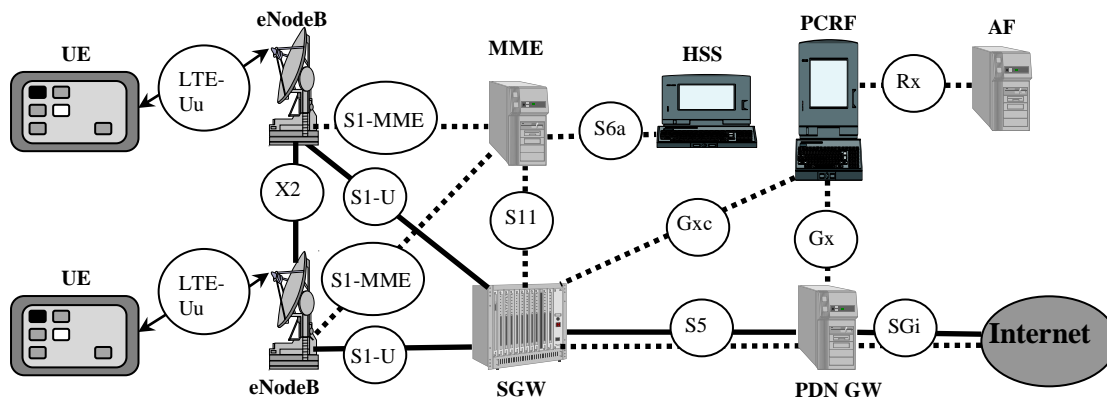 eNodeB
UE
LTE-
Uu
MME
HSS
PCRF
AF
S1-MME
S6a
Rx
X2
S1-U
S11
Gxc
Gx
UE
LTE-
Uu
S1-MME
S1-U
eNodeB
SGW
S5
PDN GW
SGi
Internet